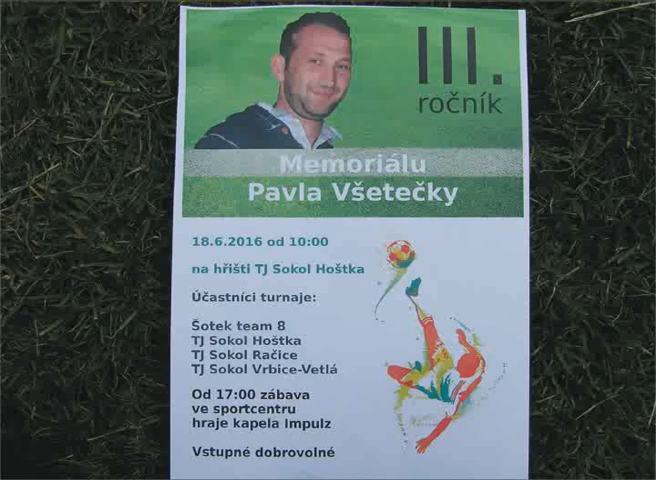 III.
ročník
Memoriálu
Pavla Všetečky
18.6.2016 od 10:00
na hřišti TJ Sokol Hoštka
Účastníci turnaje:
Šotek team 8
TJ Sokol Hoštka
TJ Sokol Račice
TJ Sokol Vrbice-Vetlá
Od 17:00 zábava
ve sportcentru
hraje kapela Impulz
Vstupné dobrovolné